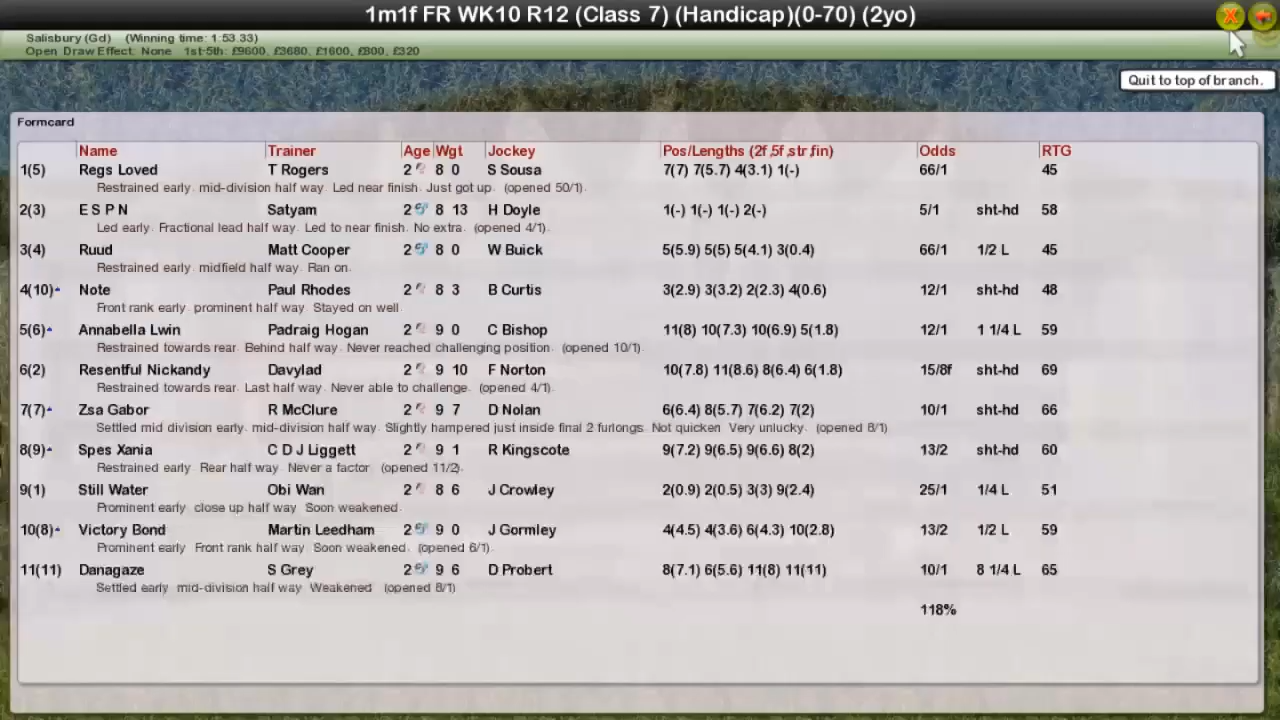 1m1f FR WK10 R12 (Class 7) (Handicap)(0-70) (2yo)
Salisbury (Gd) (Winning time: 1:53.33)
Open Draw Effect: None 1st-5th: £9600, £3680, £1600, £800, £320
Quit to top of branch.
Formcard
Name Trainer Age Wgt Jockey Pos/Lengths (2f,5f,str,fin) Odds RTG
1(5) Regs Loved T Rogers 2 8 0 S Sousa 7(7) 7(5.7) 4(3.1) 1(-) 66/1 45
Restrained early. mid-division half way. Led near finish. Just got up. (opened 50/1).
2(3) E S P N Satyam 2 8 13 H Doyle 1(-) 1(-) 1(-) 2(-) 5/1 sht-hd 58
Led early. Fractional lead half way. Led to near finish. No extra. (opened 4/1).
3(4) Ruud Matt Cooper 2 8 0 W Buick 5(5.9) 5(5) 5(4.1) 3(0.4) 66/1 1/2 L 45
Restrained early. midfield half way. Ran on.
4(10) Note Paul Rhodes 2 8 3 B Curtis 3(2.9) 3(3.2) 2(2.3) 4(0.6) 12/1 sht-hd 48
Front rank early. prominent half way. Stayed on well.
5(6) Annabella Lwin Padraig Hogan 2 9 0 C Bishop 11(8) 10(7.3) 10(6.9) 5(1.8) 12/1 1 1/4 L 59
Restrained towards rear. Behind half way. Never reached challenging position. (opened 10/1).
6(2) Resentful Nickandy Davylad 2 9 10 F Norton 10(7.8) 11(8.6) 8(6.4) 6(1.8) 15/8f sht-hd 69
Restrained towards rear. Last half way. Never able to challenge. (opened 4/1).
7(7) Zsa Gabor R McClure 2 9 7 D Nolan 6(6.4) 8(5.7) 7(6.2) 7(2) 10/1 sht-hd 66
Settled mid division early. mid-division half way. Slightly hampered just inside final 2 furlongs. Not quicken. Very unlucky. (opened 8/1).
8(9) Spes Xania C D J Liggett 2 9 1 R Kingscote 9(7.2) 9(6.5) 9(6.6) 8(2) 13/2 sht-hd 60
Restrained early. Rear half way. Never a factor. (opened 11/2).
9(1) Still Water Obi Wan 2 8 6 J Crowley 2(0.9) 2(0.5) 3(3) 9(2.4) 25/1 1/4 L 51
Prominent early. close up half way. Soon weakened.
10(8) Victory Bond Martin Leedham 2 9 0 J Gormley 4(4.5) 4(3.6) 6(4.3) 10(2.8) 13/2 1/2 L 59
Prominent early. Front rank half way. Soon weakened. (opened 6/1).
11(11) Danagaze S Grey 2 9 6 D Probert 8(7.1) 6(5.6) 11(8) 11(11) 10/1 8 1/4 L 65
Settled early. mid-division half way. Weakened. (opened 8/1)
118%